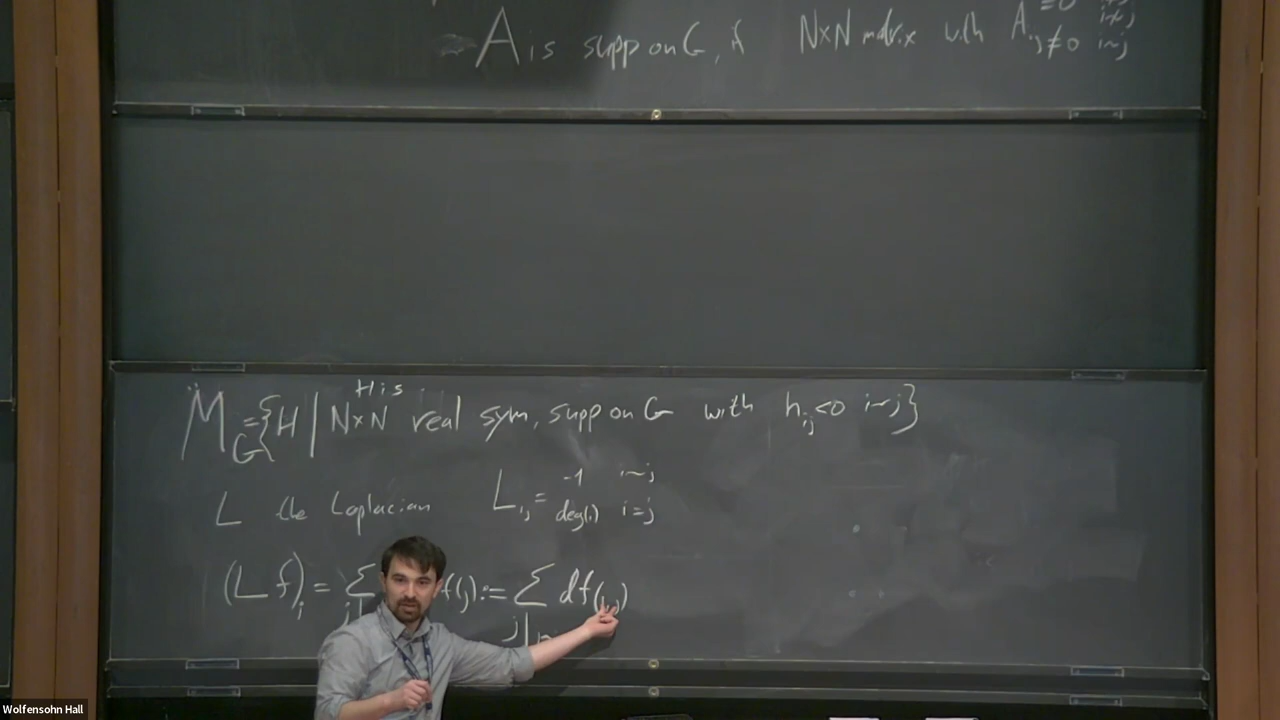 A is supp on G, if N×N matrix with A_ij =0 i≁j
≠0 i~j
H is
M_G = {H | N×N real sym, supp on G with h_ij<0 i~j}
L the Laplacian L_ij = -1 i~j
deg(i) i=j
(L f)_i = Σ f(j) := Σ df(
Wolfensohn Hall